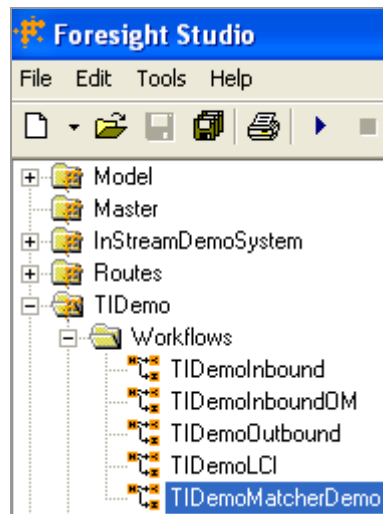 Foresight Studio
File Edit Tools Help
Model
Master
InStreamDemoSystem
Routes
TIDemo
Workflows
TIDemoInbound
TIDemoInboundOM
TIDemoOutbound
TIDemoLCI
TIDemoMatcherDemo